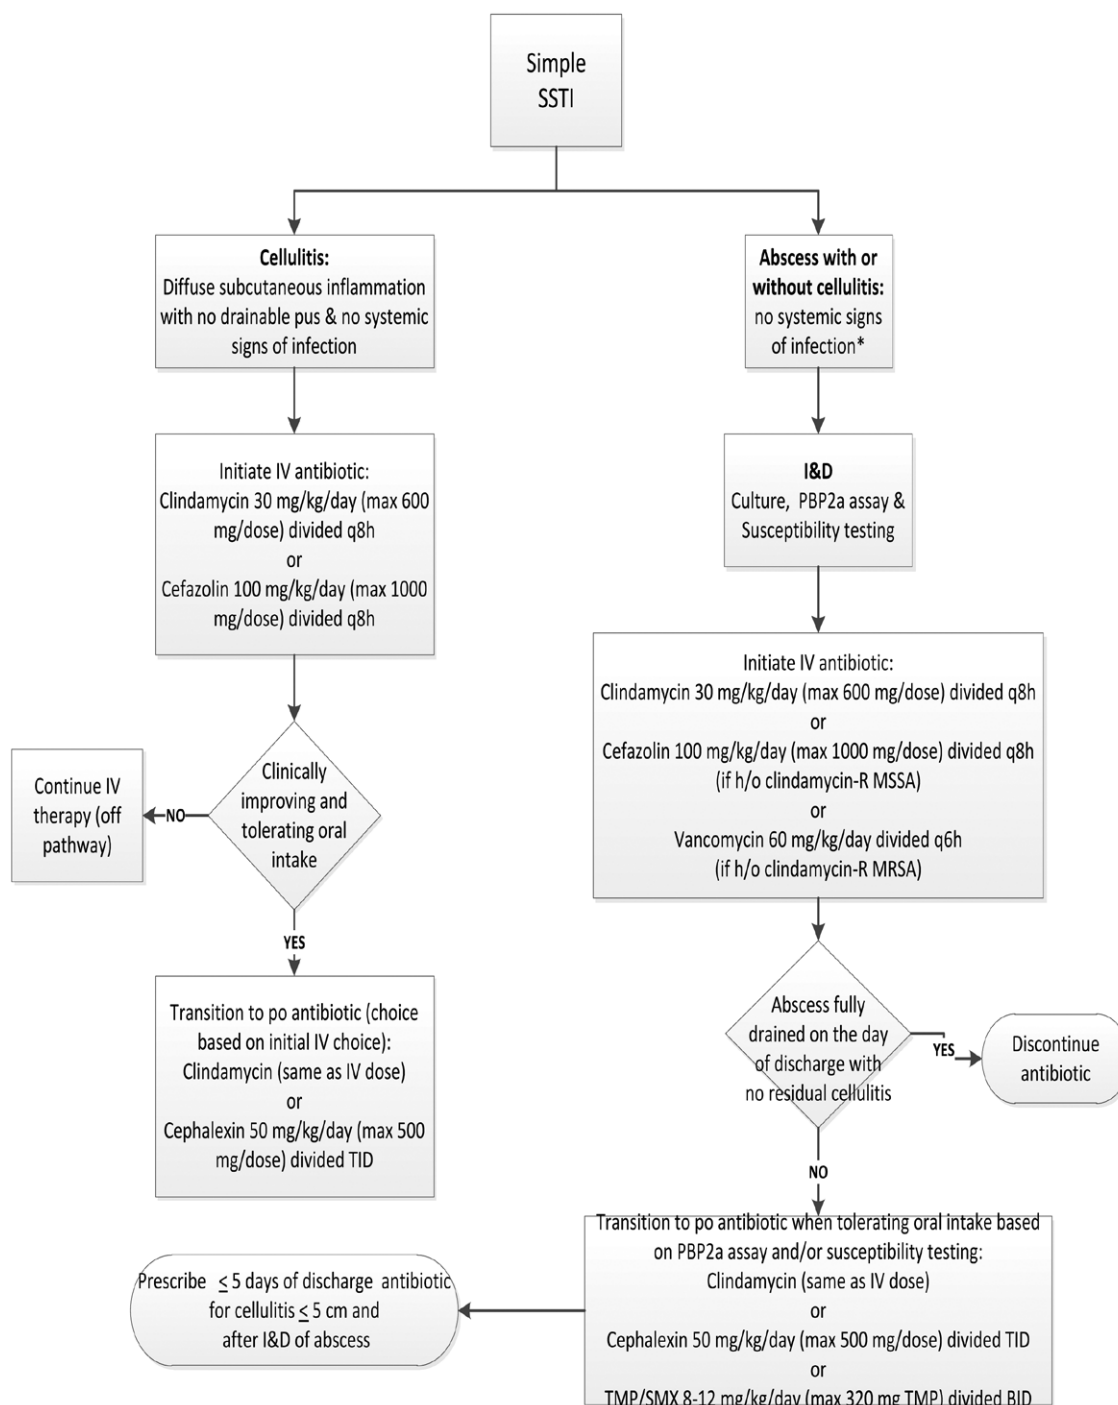 Simple
SSTI
Cellulitis:
Diffuse subcutaneous inflammation
with no drainable pus & no systemic
signs of infection
Abscess with or
without cellulitis:
no systemic signs
of infection*
Initiate IV antibiotic:
Clindamycin 30 mg/kg/day (max 600
mg/dose) divided q8h
or
Cefazolin 100 mg/kg/day (max 1000
mg/dose) divided q8h
I&D
Culture, PBP2a assay &
Susceptibility testing
Initiate IV antibiotic:
Clindamycin 30 mg/kg/day (max 600 mg/dose) divided q8h
or
Cefazolin 100 mg/kg/day (max 1000 mg/dose) divided q8h
(if h/o clindamycin-R MSSA)
or
Vancomycin 60 mg/kg/day divided q6h
(if h/o clindamycin-R MRSA)
Continue IV
therapy (off
pathway)
NO
Clinically
improving and
tolerating oral
intake
YES
Transition to po antibiotic (choice
based on initial IV choice):
Clindamycin (same as IV dose)
or
Cephalexin 50 mg/kg/day (max 500
mg/dose) divided TID
Abscess fully
drained on the day
of discharge with
no residual cellulitis
YES
Discontinue
antibiotic
NO
Transition to po antibiotic when tolerating oral intake based
on PBP2a assay and/or susceptibility testing:
Clindamycin (same as IV dose)
or
Cephalexin 50 mg/kg/day (max 500 mg/dose) divided TID
or
TMP/SMX 8-12 mg/kg/day (max 320 mg TMP) divided BID
Prescribe ≤ 5 days of discharge antibiotic
for cellulitis ≤ 5 cm and
after I&D of abscess